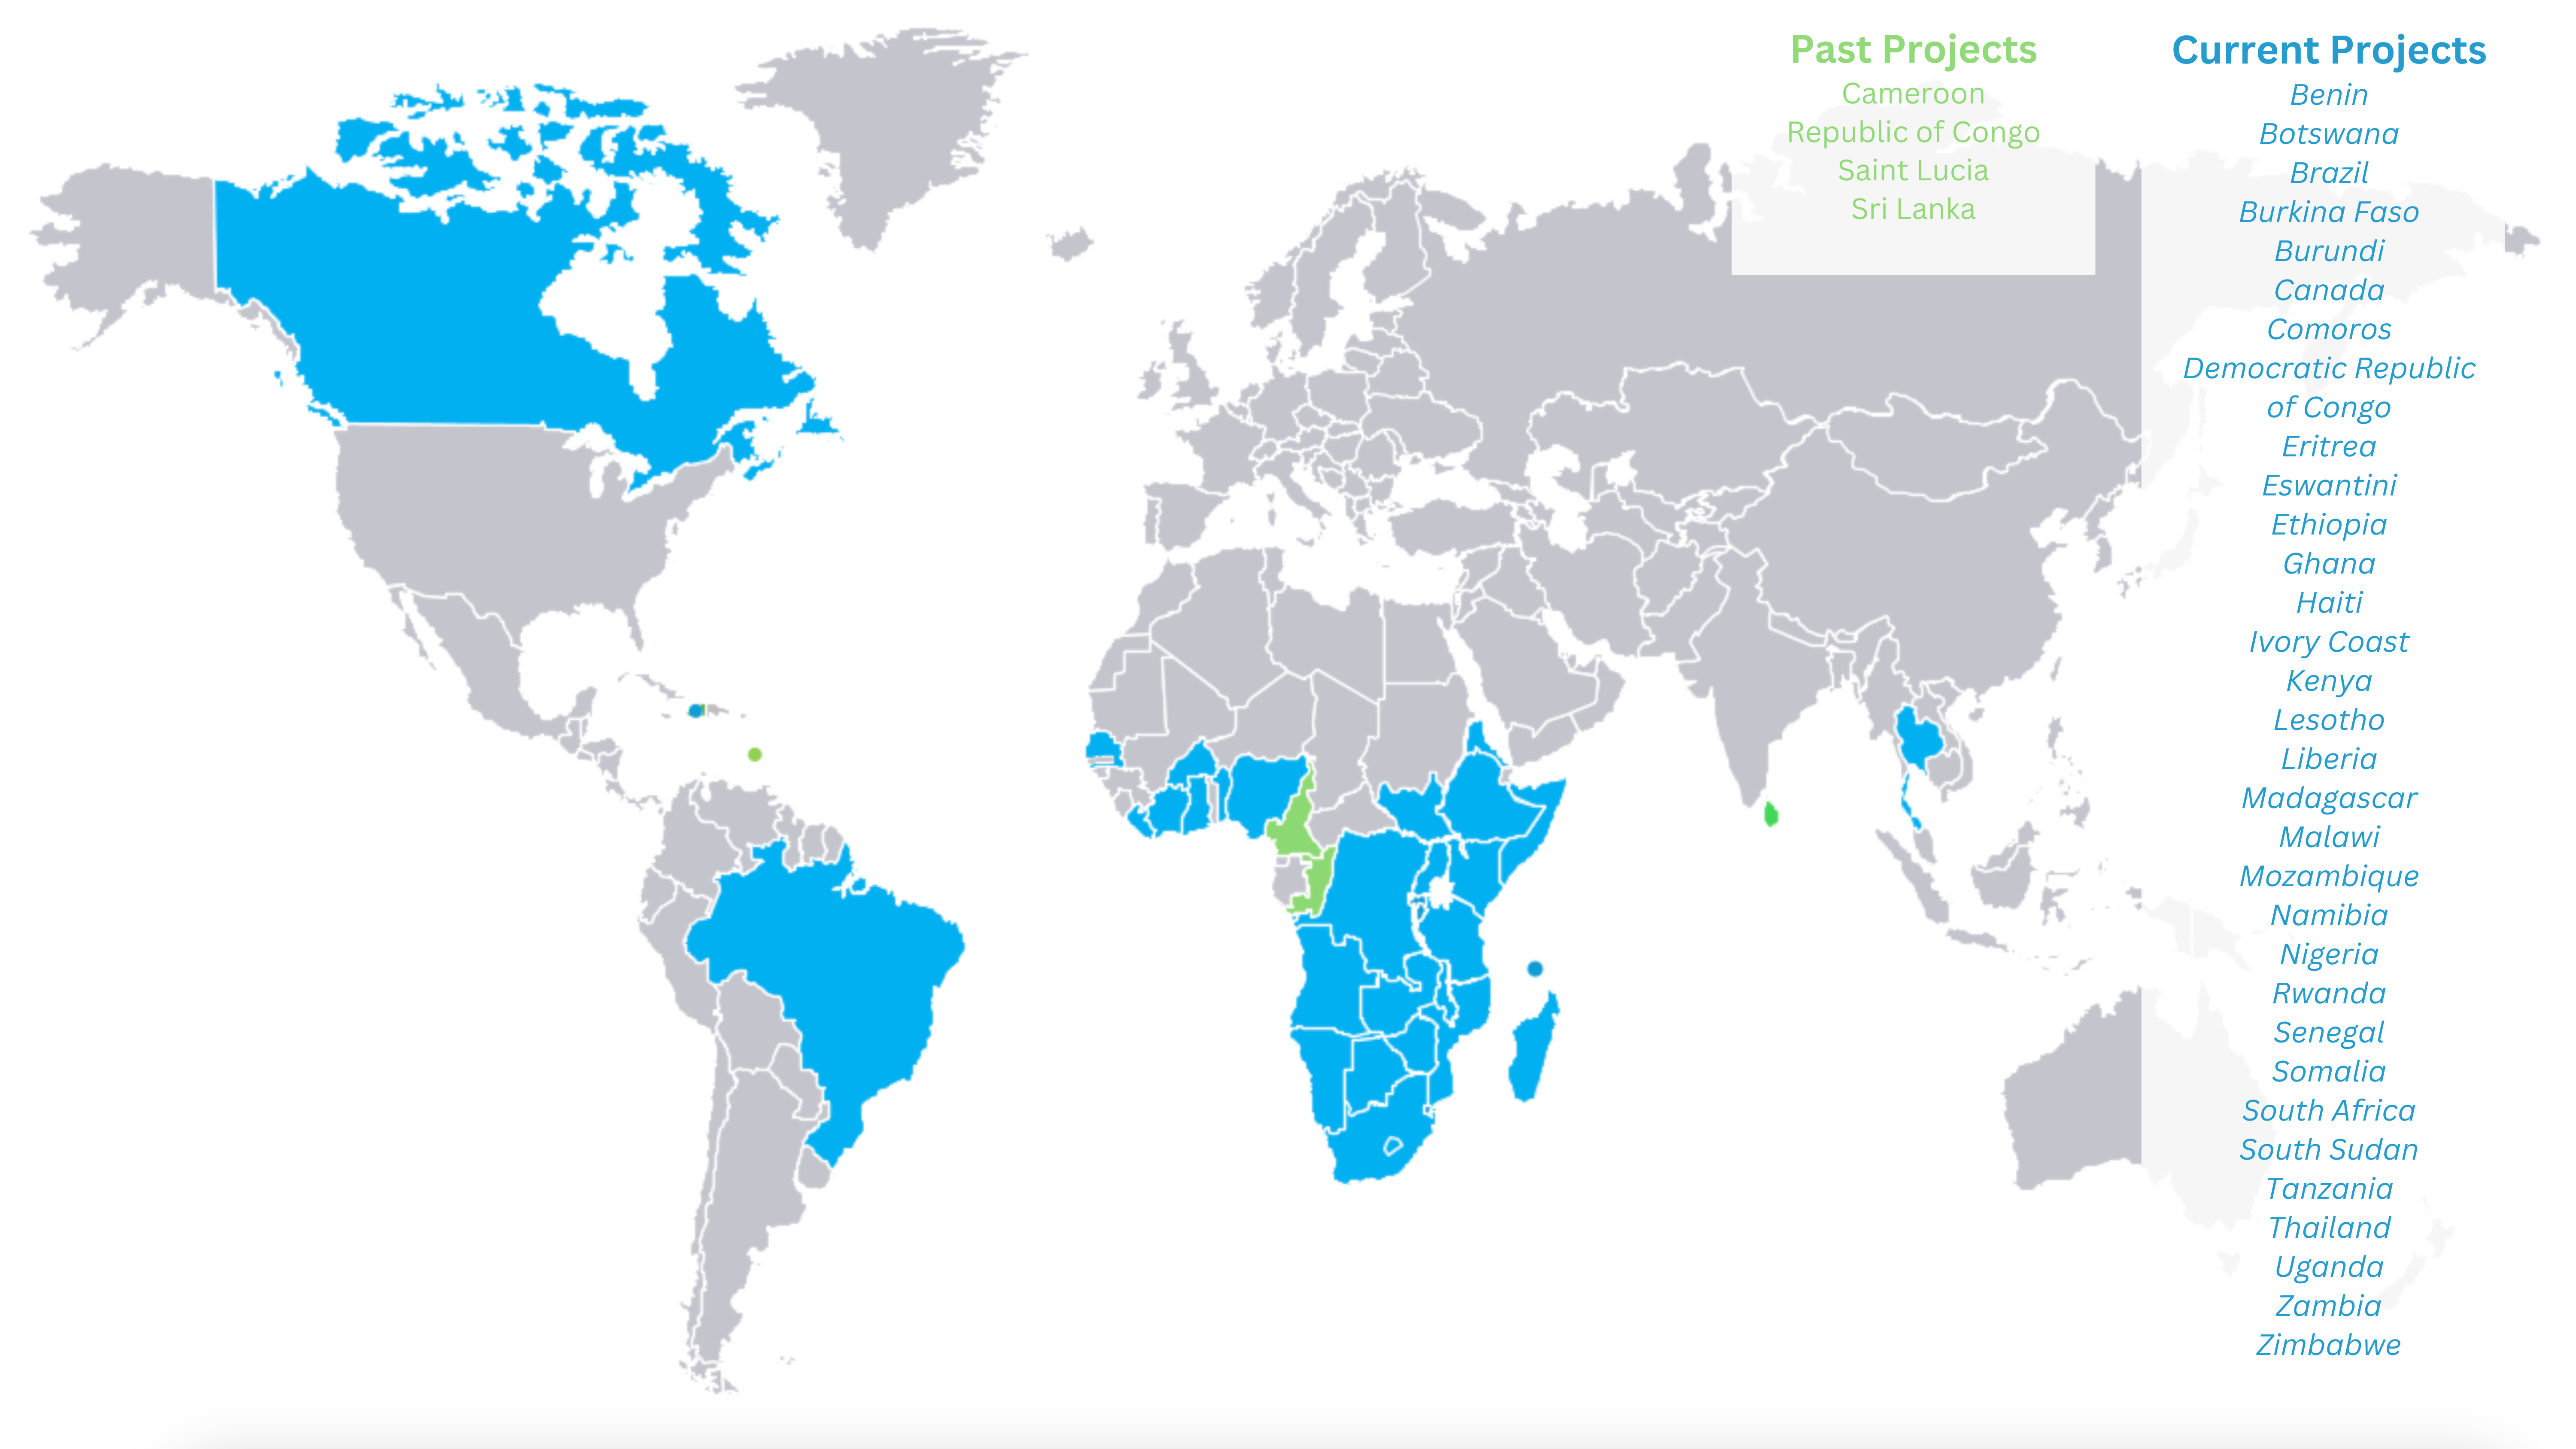 Past Projects
Cameroon
Republic of Congo
Saint Lucia
Sri Lanka
Current Projects
Benin
Botswana
Brazil
Burkina Faso
Burundi
Canada
Comoros
Democratic Republic
of Congo
Eritrea
Eswantini
Ethiopia
Ghana
Haiti
Ivory Coast
Kenya
Lesotho
Liberia
Madagascar
Malawi
Mozambique
Namibia
Nigeria
Rwanda
Senegal
Somalia
South Africa
South Sudan
Tanzania
Thailand
Uganda
Zambia
Zimbabwe